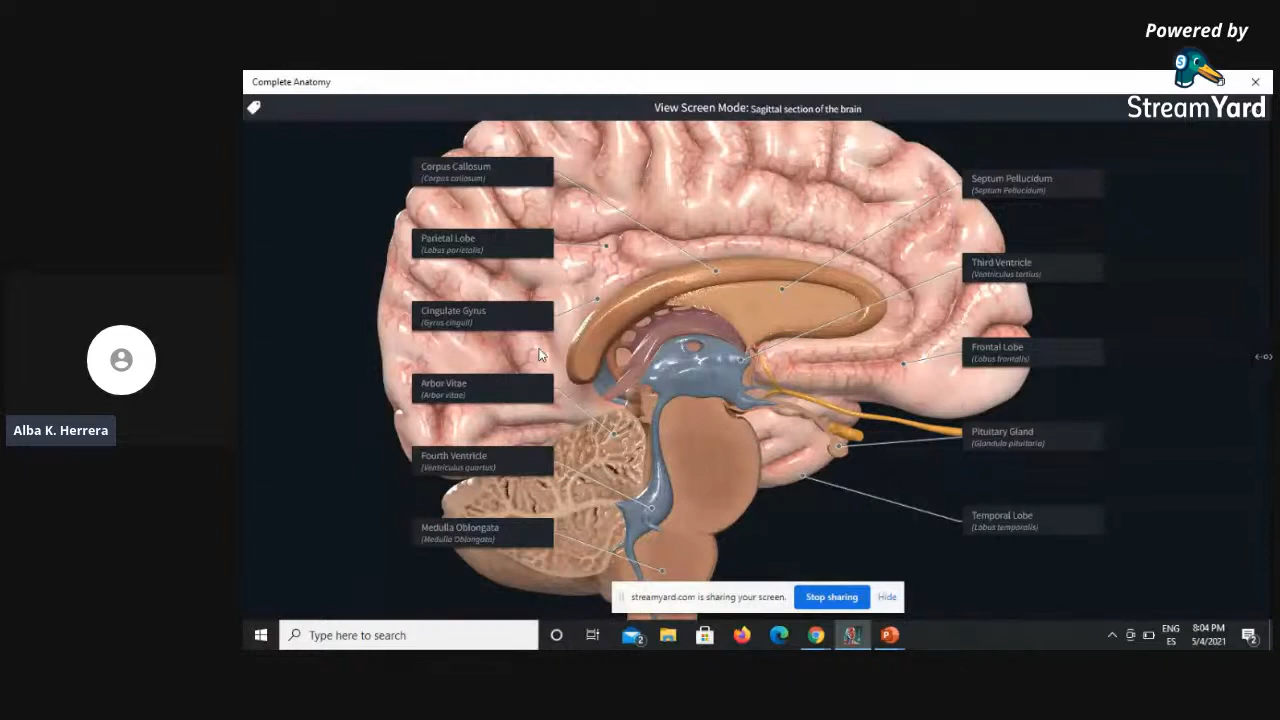 Powered by
StreamYard
Complete Anatomy
View Screen Mode: Sagittal section of the brain
Corpus Callosum
(Corpus callosum)
Parietal Lobe
(Lobus parietalis)
Cingulate Gyrus
(Gyrus cinguli)
Arbor Vitae
(Arbor vitae)
Fourth Ventricle
(Ventriculus quartus)
Medulla Oblongata
(Medulla Oblongata)
Septum Pellucidum
(Septum Pellucidum)
Third Ventricle
(Ventriculus tertius)
Frontal Lobe
(Lobus frontalis)
Pituitary Gland
(Glandula pituitaria)
Temporal Lobe
(Lobus temporalis)
Alba K. Herrera
streamyard.com is sharing your screen.
Stop sharing
Hide
Type here to search
2
ENG
ES
8:04 PM
5/4/2021
2